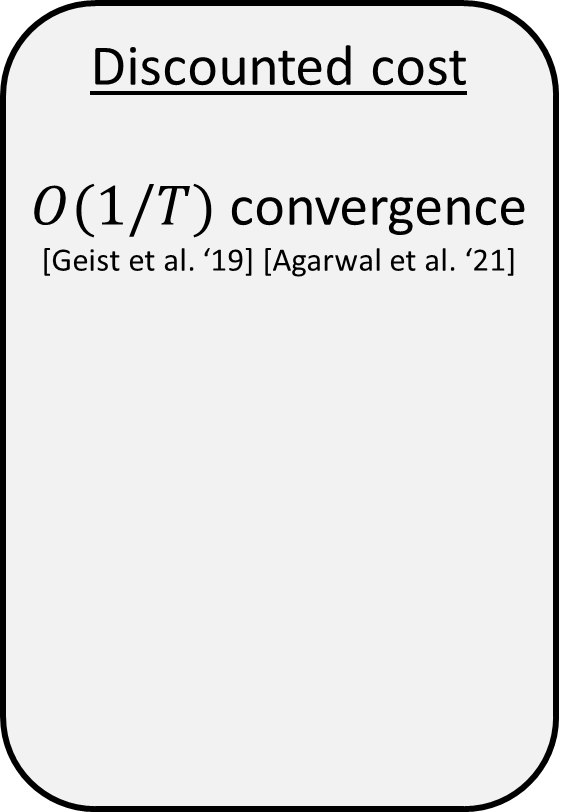 Discounted cost
O(1/T) convergence
[Geist et al. ‘19] [Agarwal et al. ‘21]